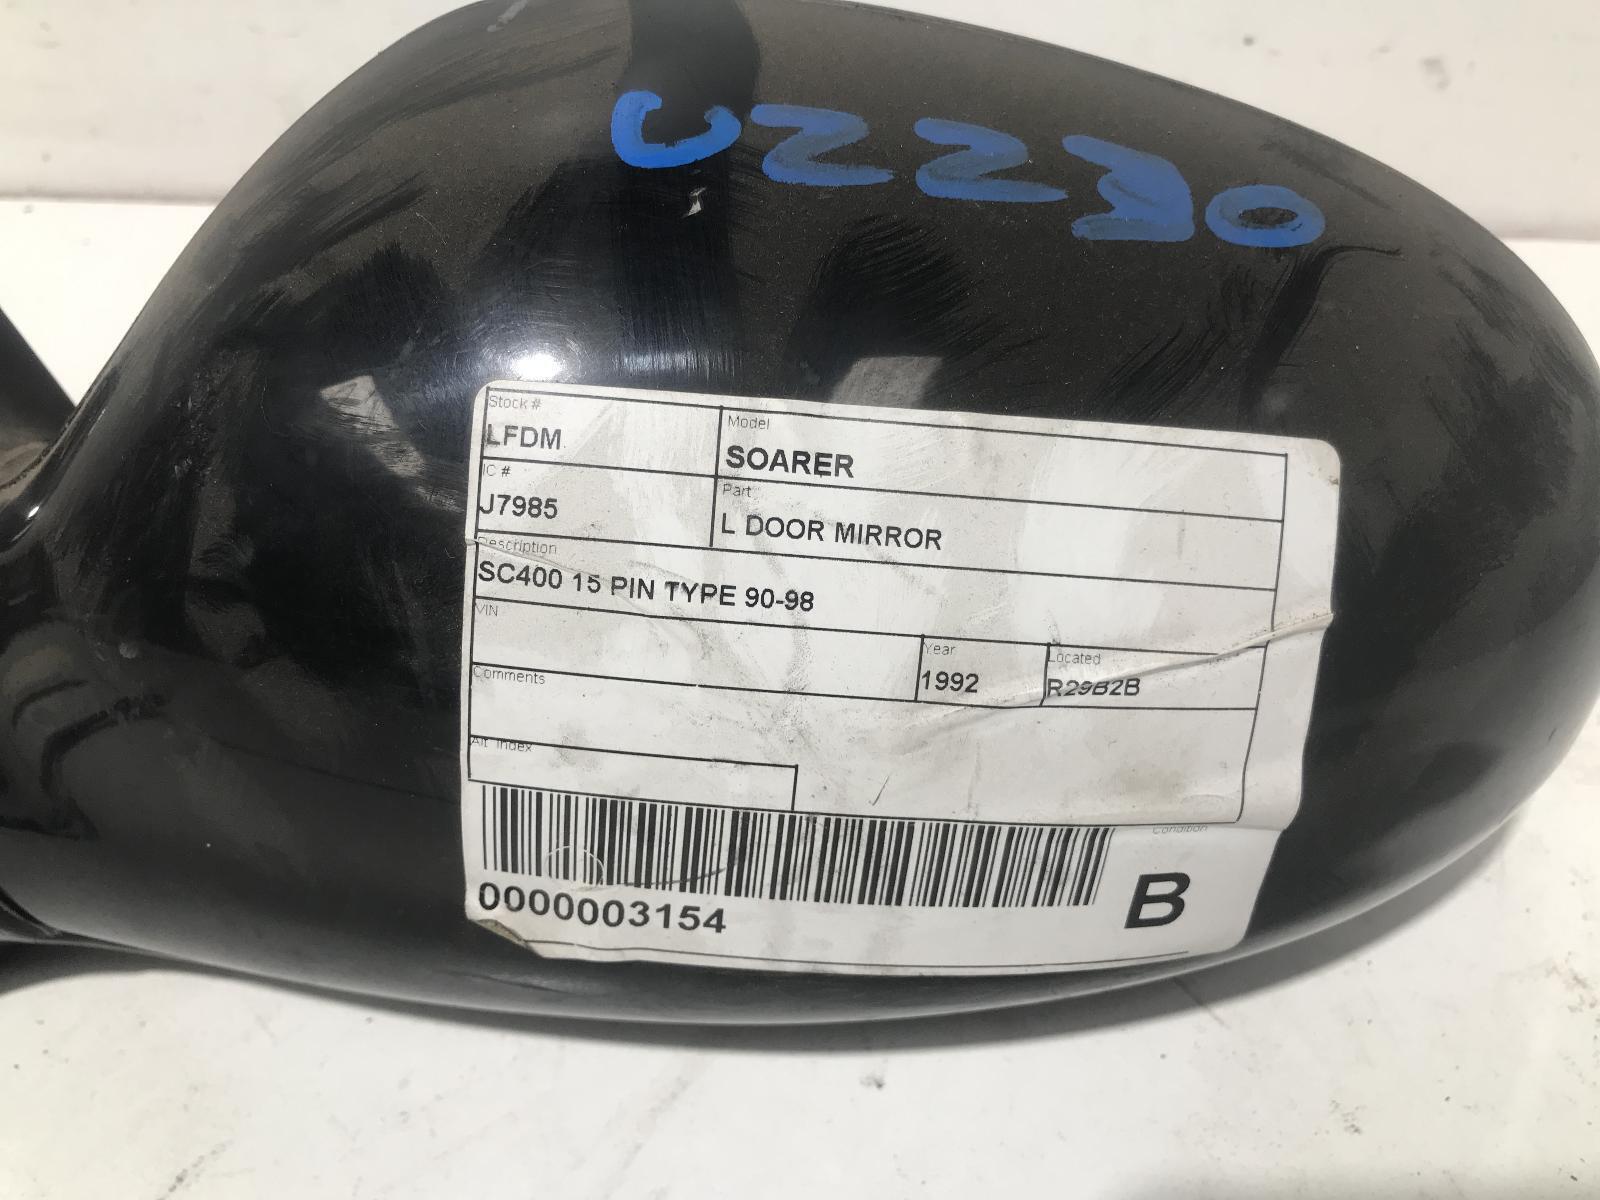 UZZ30
Stock #
LFDM
Model
SOARER
IC #
J7985
Part
L DOOR MIRROR
Description
SC400 15 PIN TYPE 90-98
VIN
Year
1992
Located
R29B2B
Comments
Alt Index
0000003154
Condition
B